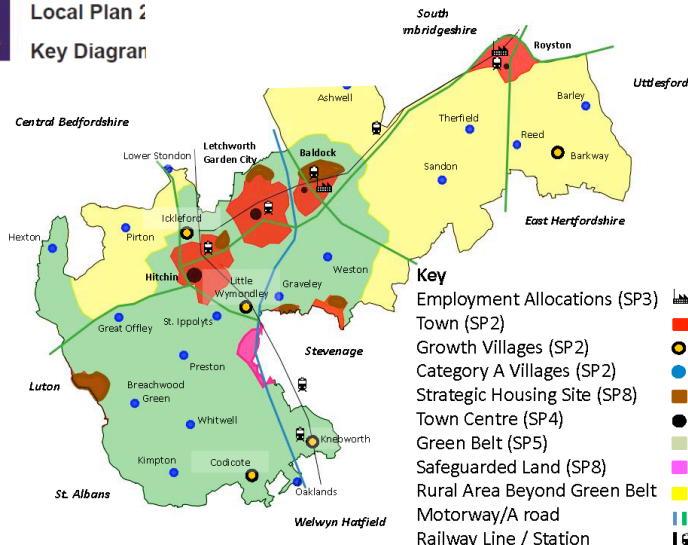 Local Plan 2
Key Diagran
South
mbridgeshire
Royston
Uttlesford
Ashwell
Barley
Central Bedfordshire
Therfield
Reed
Letchworth
Garden City
Baldock
Lower Stondon
Barkway
Sandon
Ickleford
East Hertfordshire
Hexton
Pirton
Weston
Hitchin
Little
Wymondley
Graveley
Great Offley
St. Ippolyts
Stevenage
Preston
Luton
Breachwood
Green
Whitwell
Knebworth
Kimpton
Codicote
St. Albans
Oaklands
Welwyn Hatfield
Key
Employment Allocations (SP3)
Town (SP2)
Growth Villages (SP2)
Category A Villages (SP2)
Strategic Housing Site (SP8)
Town Centre (SP4)
Green Belt (SP5)
Safeguarded Land (SP8)
Rural Area Beyond Green Belt
Motorway/A road
Railway Line / Station